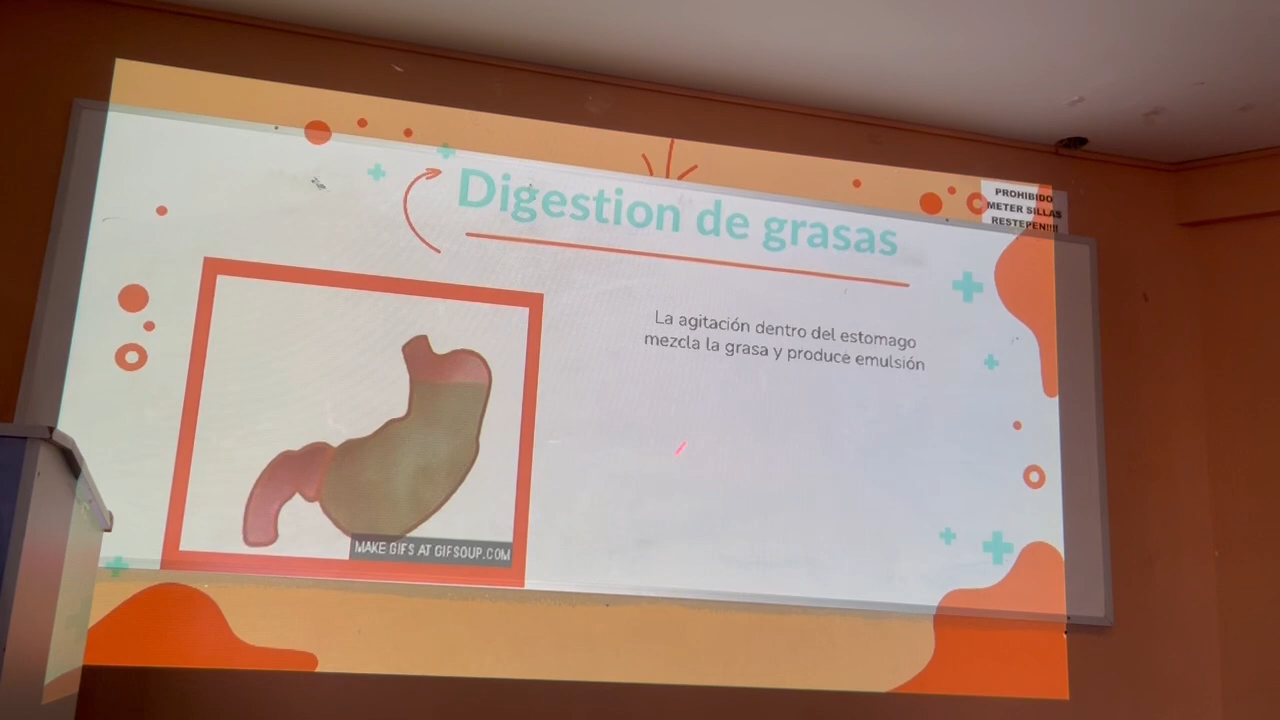 PROHIBIDO
METER SILLAS
RESTEPEN!!!!
Digestion de grasas
La agitación dentro del estomago
mezcla la grasa y produce emulsión
MAKE GIFS AT GIFSOUP.COM